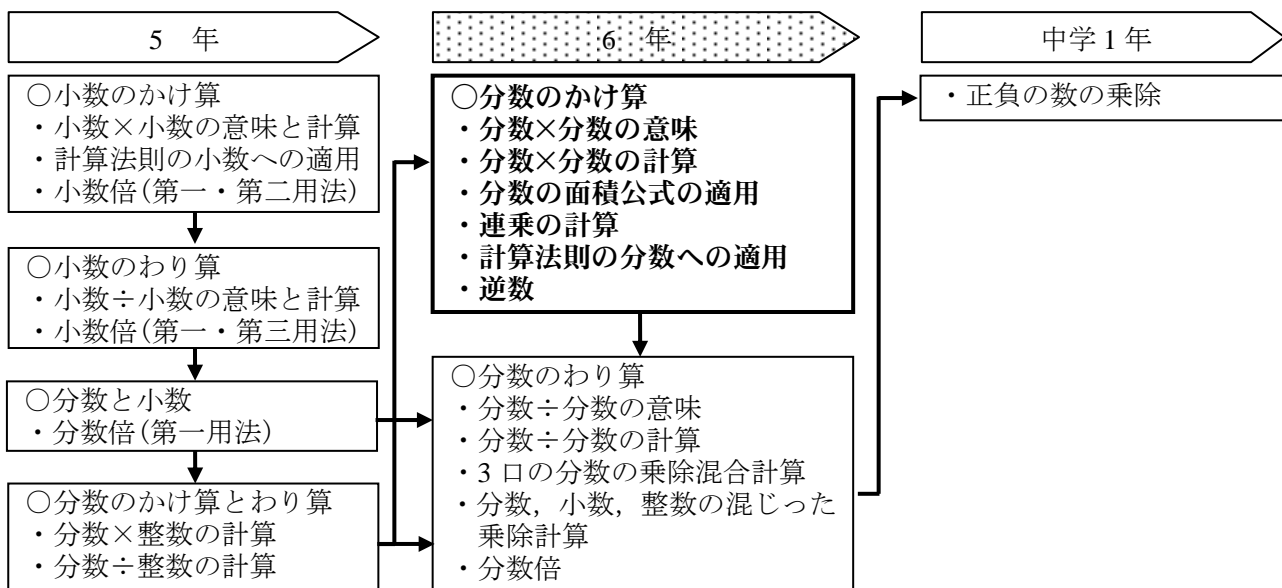 5 年
○小数のかけ算
・小数×小数の意味と計算
・計算法則の小数への適用
・小数倍(第一・第二用法)
○小数のわり算
・小数÷小数の意味と計算
・小数倍(第一・第三用法)
○分数と小数
・分数倍(第一用法)
○分数のかけ算とわり算
・分数×整数の計算
・分数÷整数の計算
6 年
○分数のかけ算
・分数×分数の意味
・分数×分数の計算
・分数の面積公式の適用
・連乗の計算
・計算法則の分数への適用
・逆数
○分数のわり算
・分数÷分数の意味
・分数÷分数の計算
・3 口の分数の乗除混合計算
・分数，小数，整数の混じった
乗除計算
・分数倍
中学 1 年
・正負の数の乗除